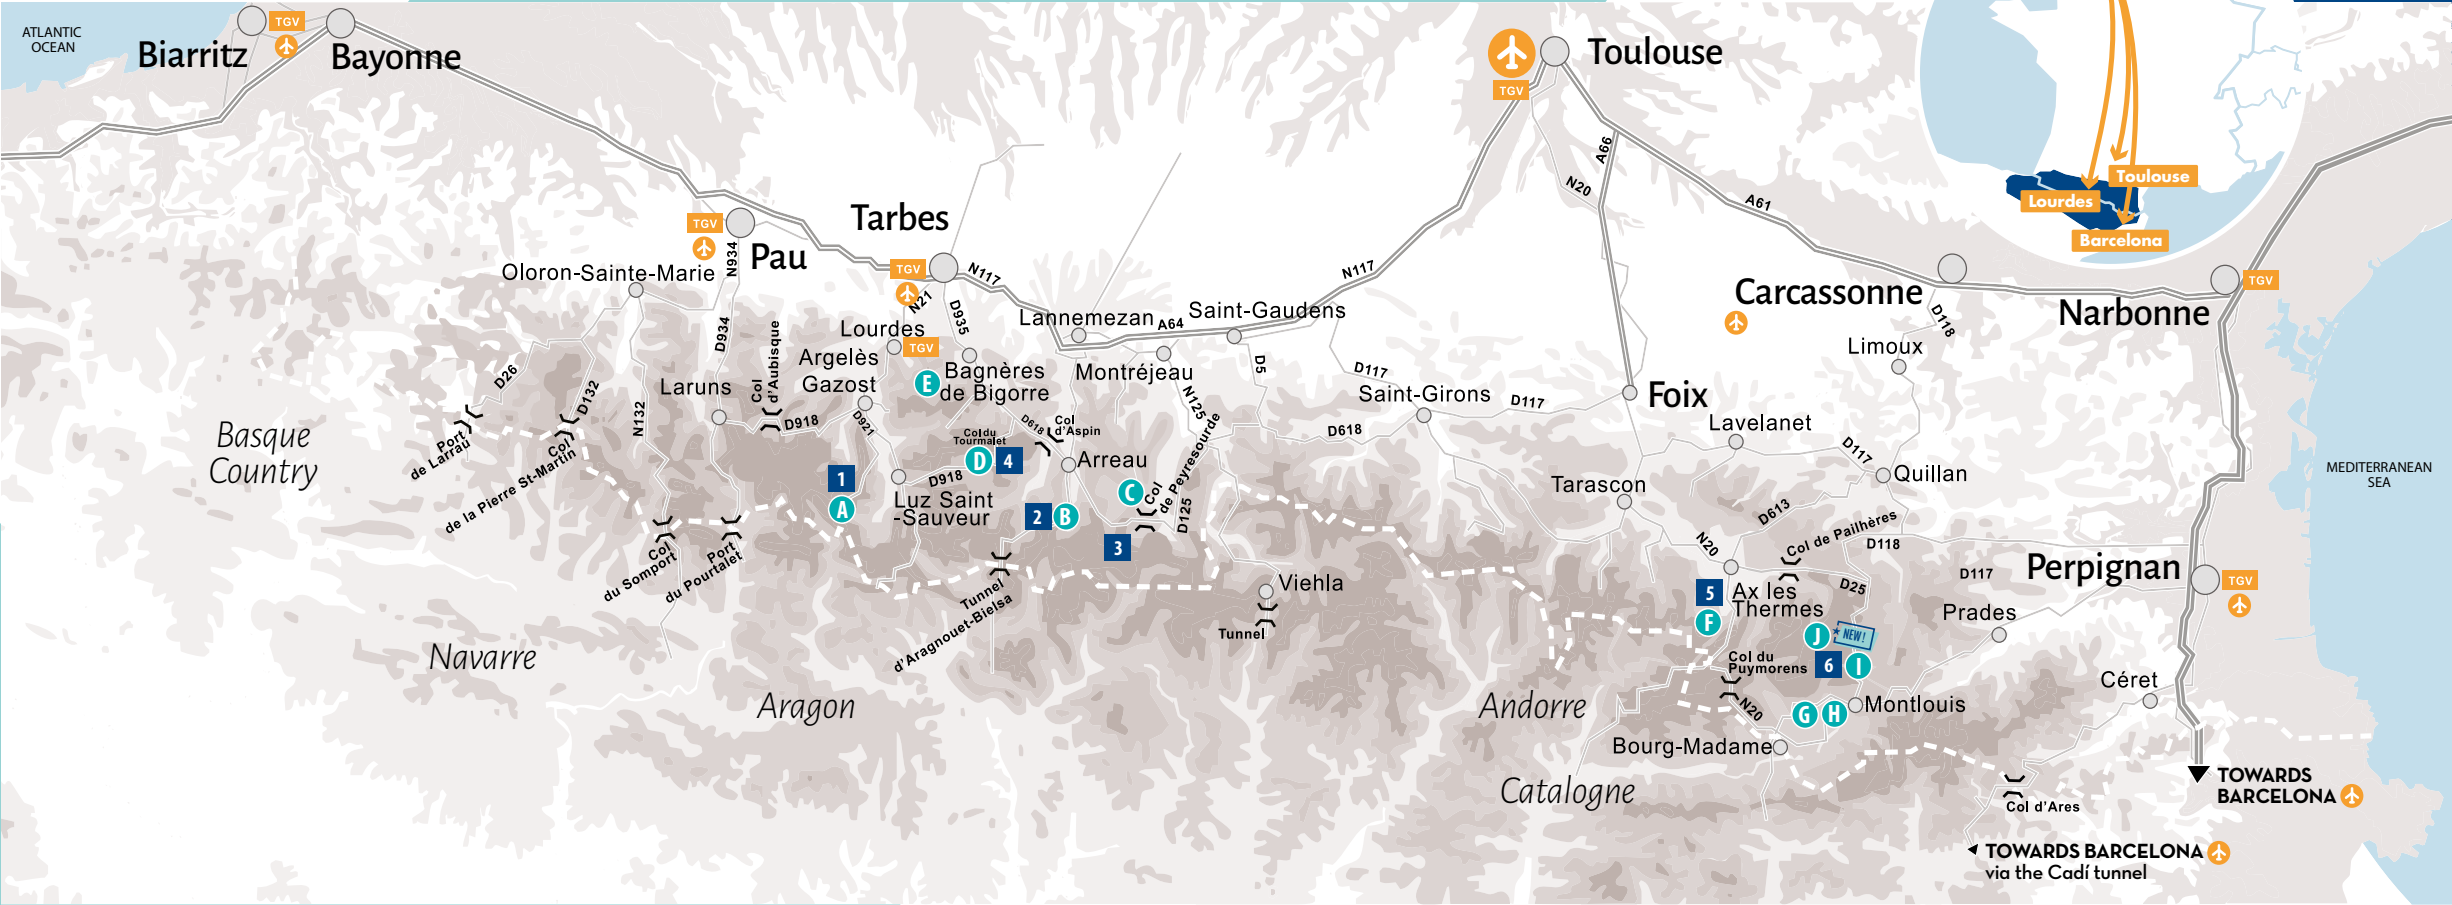 ATLANTIC
OCEAN
Biarritz
TGV
Bayonne
Toulouse
TGV
Toulouse
Lourdes
Barcelona
A66
N20
A61
Tarbes
TGV
Pau
N934
Oloron-Sainte-Marie
TGV
N21
N117
D935
N117
Carcassonne
D118
Narbonne
TGV
Lourdes
TGV
Lannemezan
A64
Saint-Gaudens
Limoux
D934
Col
d'Aubisque
Argelès
Gazost
E
Bagnères
de Bigorre
Montréjeau
D5
D117
D26
D132
Laruns
N132
D918
D921
N125
Saint-Girons
D117
Foix
Basque
Country
Port
de Larrau
Col
de la Pierre St-Martin
Col du
Tourmalet
D618
Col
d'Aspin
D618
Lavelanet
D117
Quillan
MEDITERRANEAN
SEA
1
A
D
4
D918
Arreau
Luz Saint
-Sauveur
2
B
C
Col
de Peyresourde
D125
3
Tarascon
D613
Col de Pailhères
D118
N20
Col
du Somport
Port
du Pourtalet
Tunnel
d'Aragnouet-Bielsa
Viehla
Tunnel
5
F
Ax les
Thermes
D25
D117
Prades
Perpignan
TGV
J
NEW !
6
I
Col du
Puymorens
N20
G
H
Montlouis
Céret
Bourg-Madame
Navarre
Aragon
Andorre
Catalogne
TOWARDS
BARCELONA
Col d'Ares
TOWARDS BARCELONA
via the Cadí tunnel